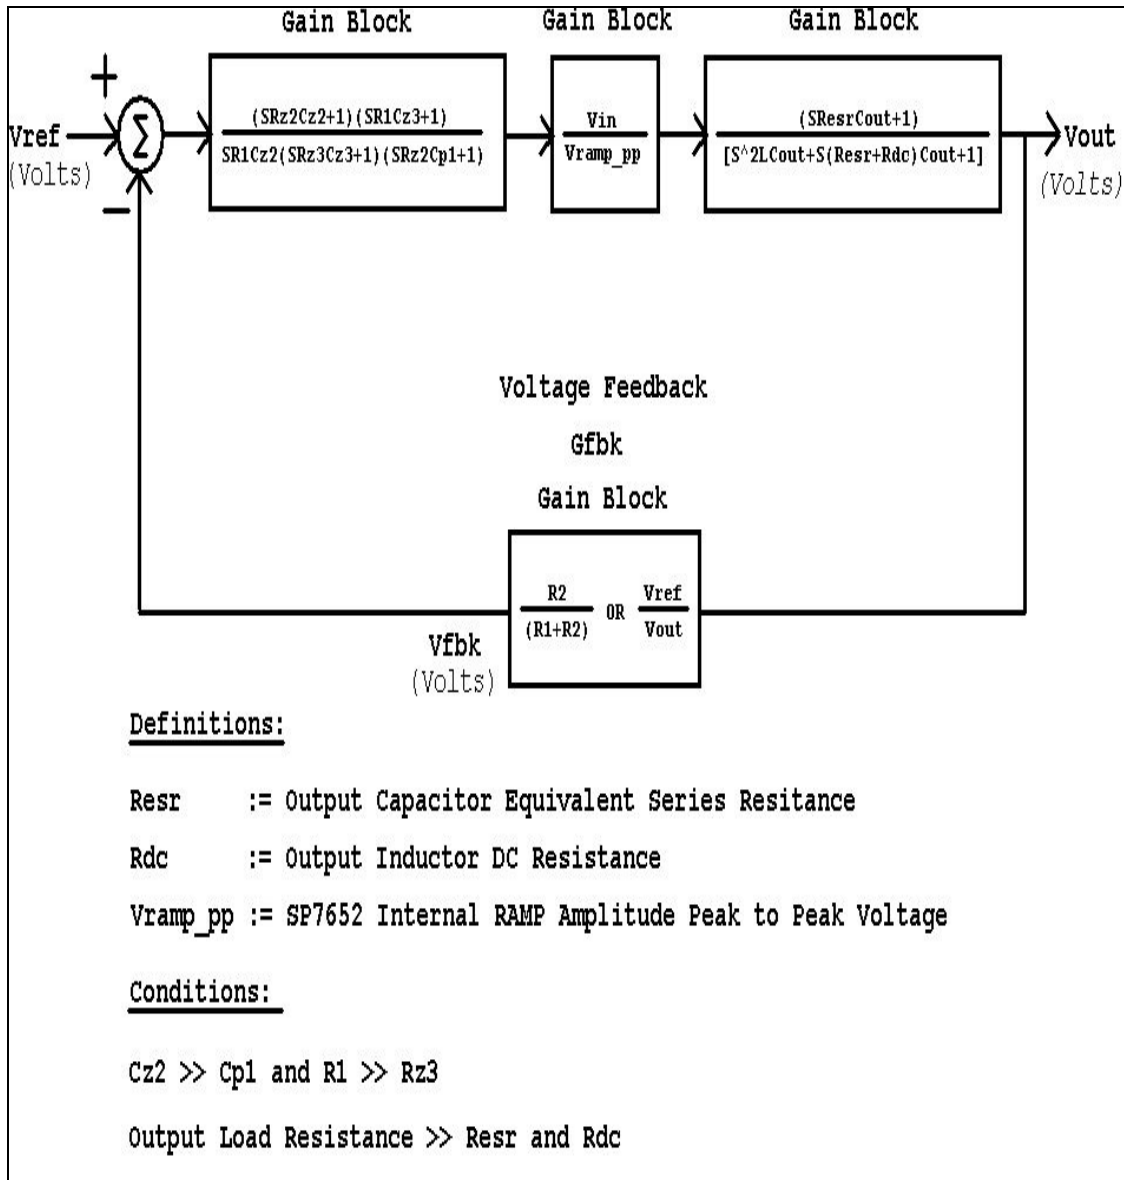 Gain Block
Gain Block
Gain Block
+
Vref
(Volts)
Σ
−
(SRz2Cz2+1)(SR1Cz3+1)
SR1Cz2(SRz3Cz3+1)(SRz2Cp1+1)
Vin
Vramp_pp
(SResrCout+1)
[S^2LCout+S(Resr+Rdc)Cout+1]
Vout
(Volts)
Voltage Feedback
Gfbk
Gain Block
R2
(R1+R2)
OR
Vref
Vout
Vfbk
(Volts)
Definitions:
Resr := Output Capacitor Equivalent Series Resitance
Rdc := Output Inductor DC Resistance
Vramp_pp := SP7652 Internal RAMP Amplitude Peak to Peak Voltage
Conditions:
Cz2 >> Cp1 and R1 >> Rz3
Output Load Resistance >> Resr and Rdc